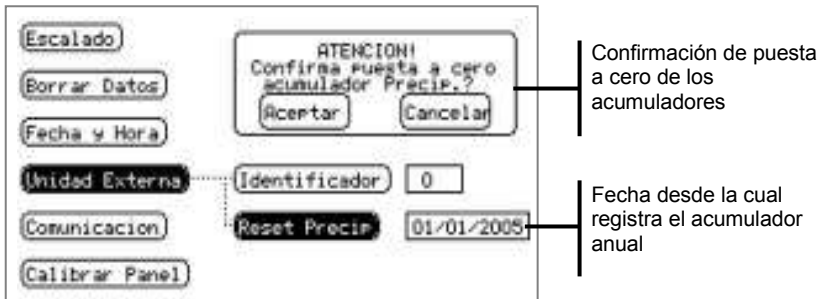 Escalado
Borrar Datos
Fecha y Hora
Unidad Externa
Comunicacion
Calibrar Panel
ATENCION!
Confirma puesta a cero
acumulador Precip.?
Aceptar
Cancelar
Identificador
0
Reset Precip
01/01/2005
Confirmación de puesta
a cero de los
acumuladores
Fecha desde la cual
registra el acumulador
anual